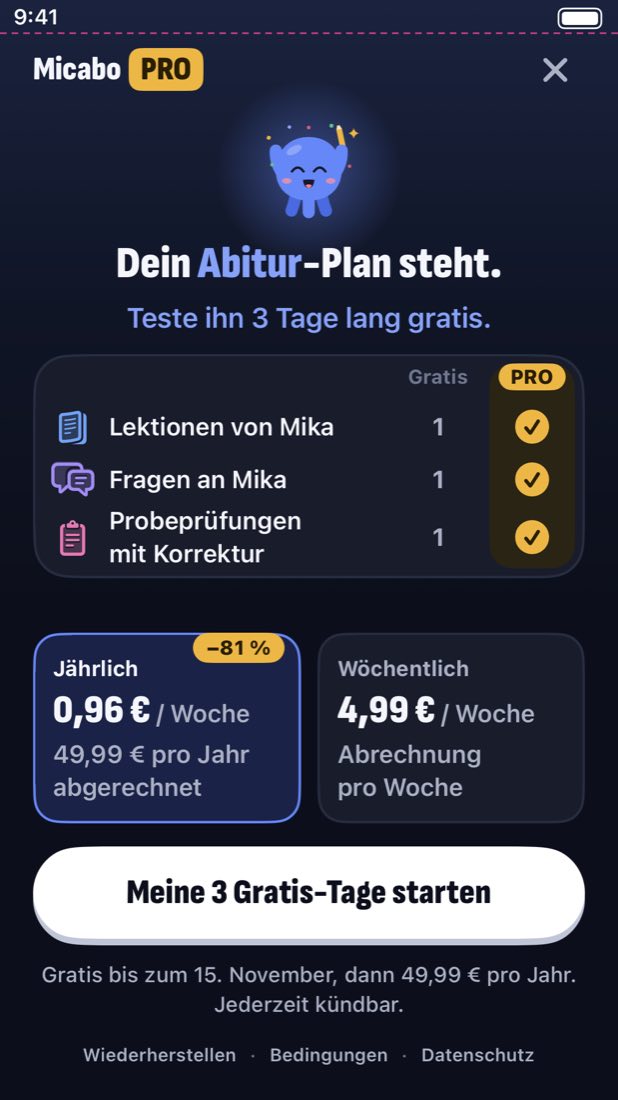 9:41
Micabo PRO
Dein Abitur-Plan steht.
Teste ihn 3 Tage lang gratis.
Gratis PRO
Lektionen von Mika 1
Fragen an Mika 1
Probeprüfungen
mit Korrektur 1
−81 %
Jährlich
0,96 € / Woche
49,99 € pro Jahr
abgerechnet
Wöchentlich
4,99 € / Woche
Abrechnung
pro Woche
Meine 3 Gratis-Tage starten
Gratis bis zum 15. November, dann 49,99 € pro Jahr.
Jederzeit kündbar.
Wiederherstellen · Bedingungen · Datenschutz